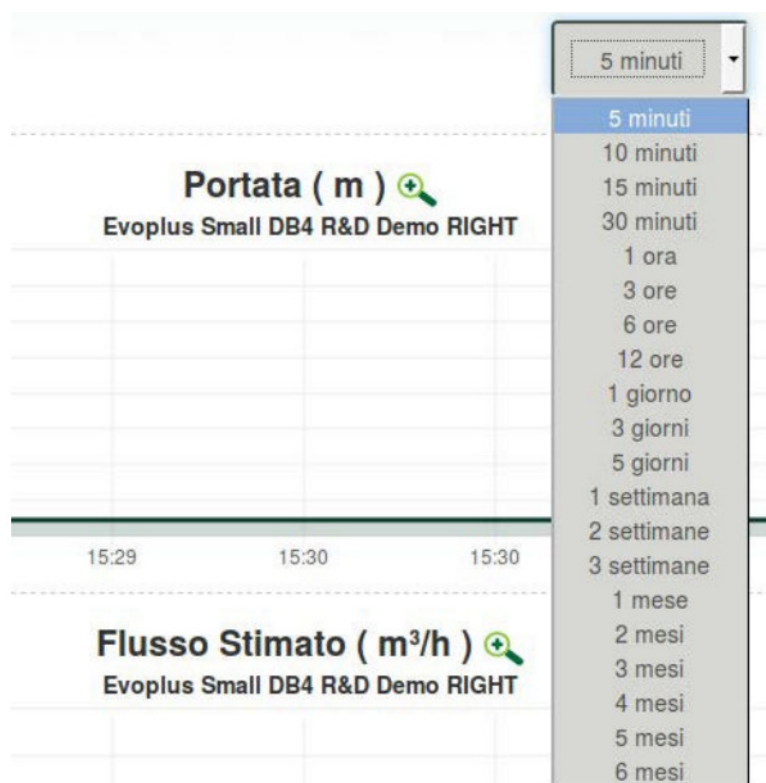 5 minuti
5 minuti
10 minuti
15 minuti
30 minuti
1 ora
3 ore
6 ore
12 ore
1 giorno
3 giorni
5 giorni
1 settimana
2 settimane
3 settimane
1 mese
2 mesi
3 mesi
4 mesi
5 mesi
6 mesi
Portata ( m )
Evoplus Small DB4 R&D Demo RIGHT
15:29 15:30 15:30
Flusso Stimato ( m³/h )
Evoplus Small DB4 R&D Demo RIGHT